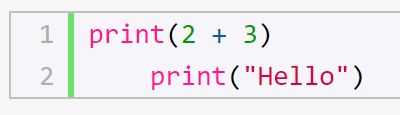 1 print(2 + 3)
2     print("Hello")